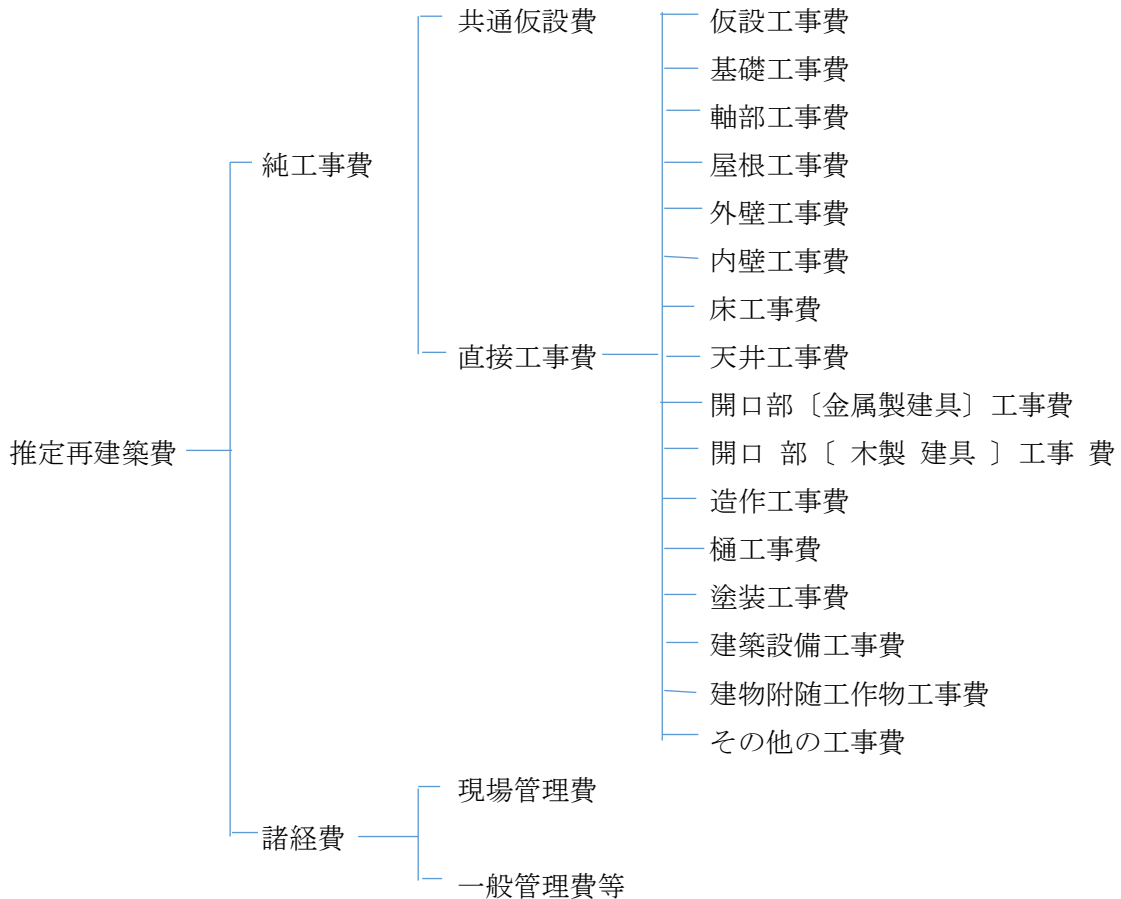 共通仮設費
仮設工事費
基礎工事費
軸部工事費
純工事費
屋根工事費
外壁工事費
内壁工事費
床工事費
直接工事費
天井工事費
開口部〔金属製建具〕工事費
推定再建築費
開口 部〔 木製 建具 〕工事 費
造作工事費
樋工事費
塗装工事費
建築設備工事費
建物附随工作物工事費
その他の工事費
現場管理費
諸経費
一般管理費等